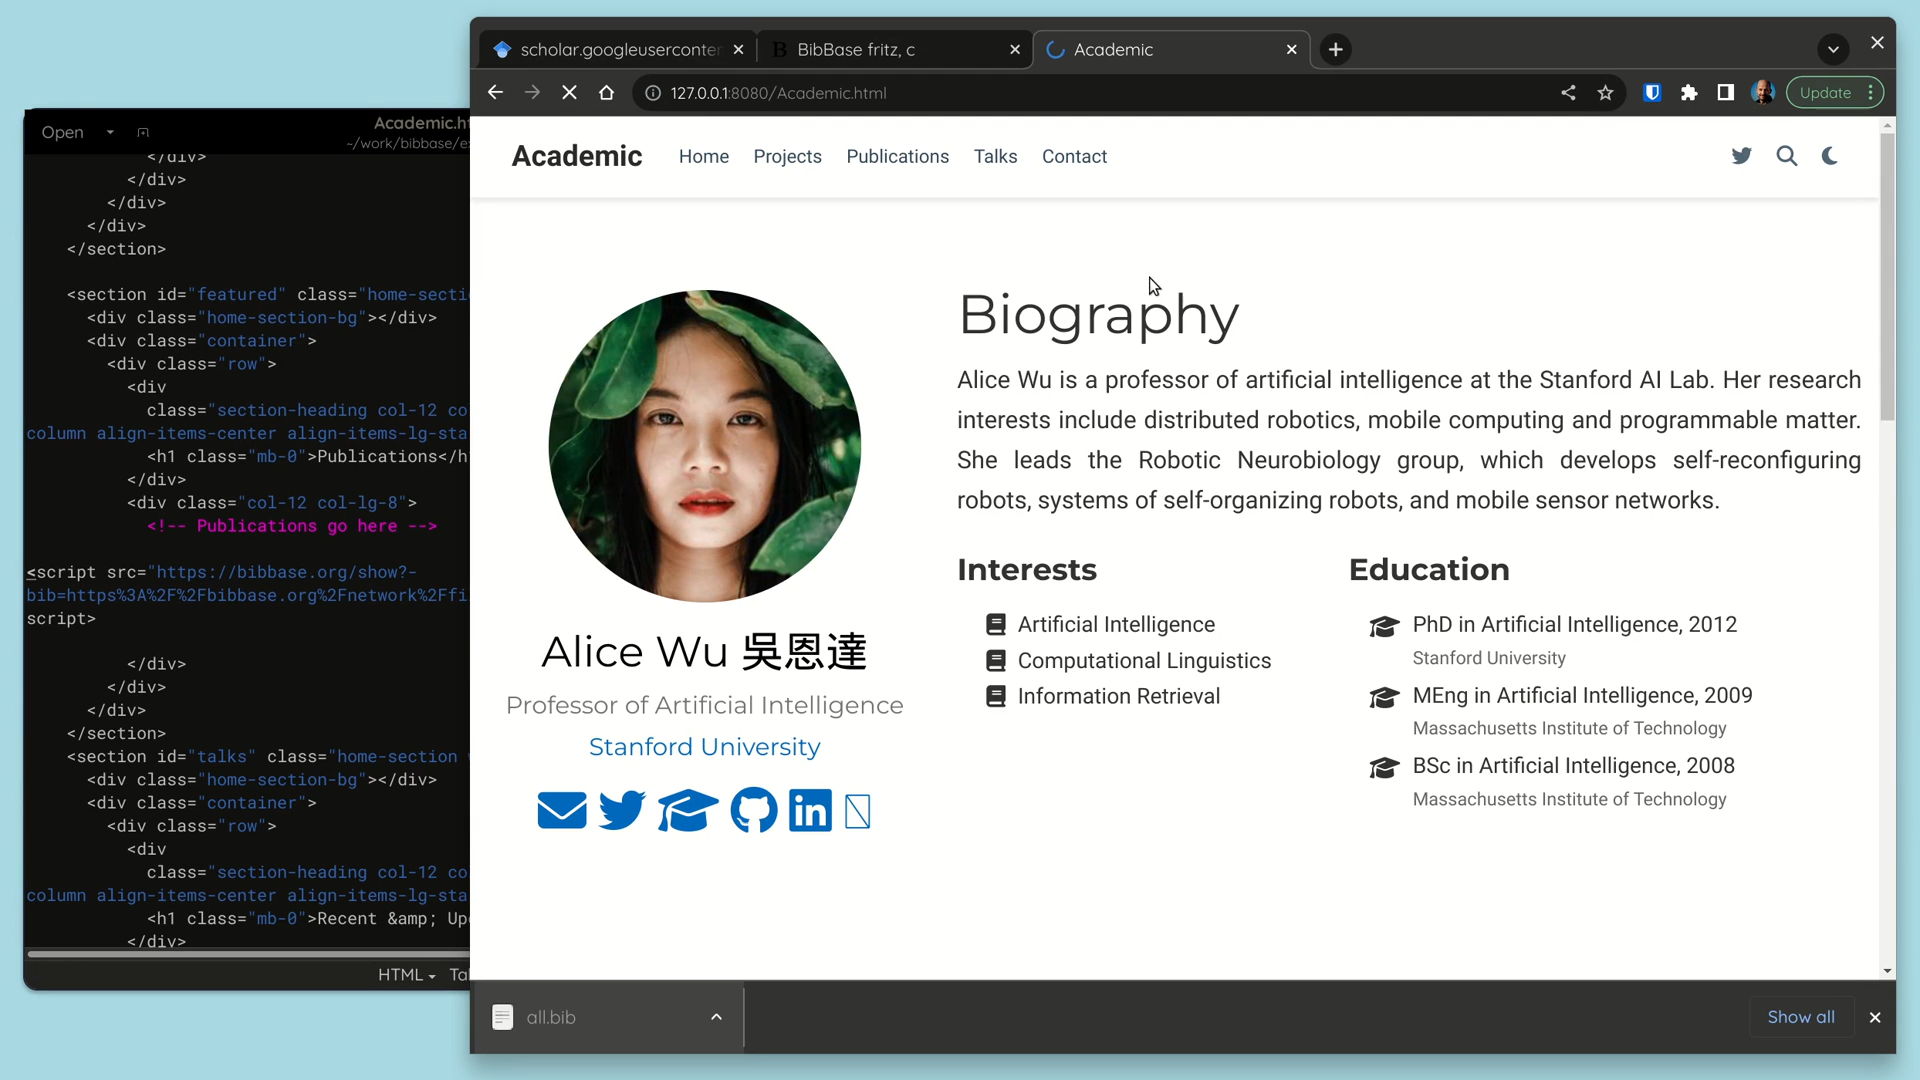 scholar.googleuserconter
BibBase fritz, c
Academic
127.0.0.1:8080/Academic.html
Update
Open
Academic.ht
~/work/bibbase/ex
</div>
</div>
</div>
</div>
</section>
<section id="featured" class="home-secti
<div class="home-section-bg"></div>
<div class="container">
<div class="row">
<div
class="section-heading col-12 co
column align-items-center align-items-lg-sta
<h1 class="mb-0">Publications</h
</div>
<div class="col-12 col-lg-8">
<!-- Publications go here -->
<script src="https://bibbase.org/show?-
bib=https%3A%2F%2Fbibbase.org%2Fnetwork%2Ffi
script>
</div>
</div>
</div>
</section>
<section id="talks" class="home-section w
<div class="home-section-bg"></div>
<div class="container">
<div class="row">
<div
class="section-heading col-12 co
column align-items-center align-items-lg-sta
<h1 class="mb-0">Recent &amp; Up
</div>
HTML
Ta
Academic
Home
Projects
Publications
Talks
Contact
Biography
Alice Wu is a professor of artificial intelligence at the Stanford AI Lab. Her research
interests include distributed robotics, mobile computing and programmable matter.
She leads the Robotic Neurobiology group, which develops self-reconfiguring
robots, systems of self-organizing robots, and mobile sensor networks.
Alice Wu 吳恩達
Professor of Artificial Intelligence
Stanford University
Interests
Artificial Intelligence
Computational Linguistics
Information Retrieval
Education
PhD in Artificial Intelligence, 2012
Stanford University
MEng in Artificial Intelligence, 2009
Massachusetts Institute of Technology
BSc in Artificial Intelligence, 2008
Massachusetts Institute of Technology
all.bib
Show all